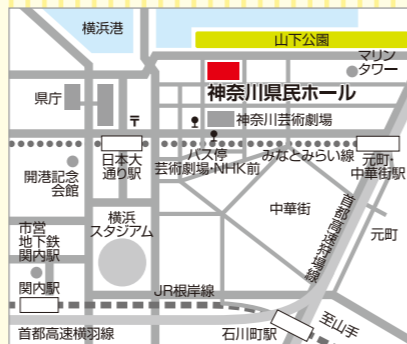 横浜港
山下公園
マリン
タワー
県庁
神奈川県民ホール
〒
神奈川芸術劇場
日本大
通り駅
バス停
芸術劇場・NHK前
みなとみらい線
元町・
中華街駅
開港記念
会館
横浜
スタジアム
中華街
首都高速狩場線
元町
市営
地下鉄
関内駅
関内駅
JR根岸線
首都高速横羽線
石川町駅
至山手